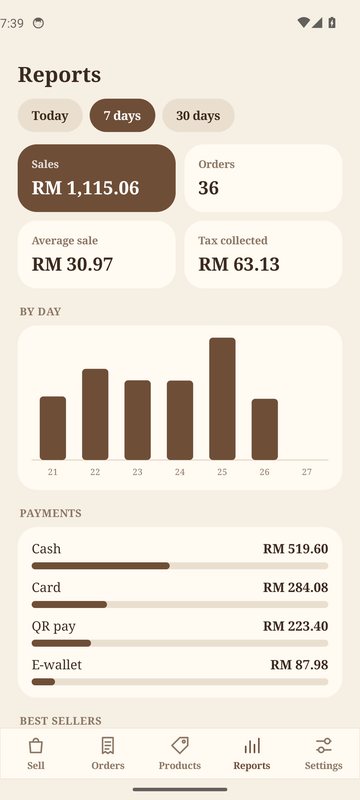 7:39
Reports
Today 7 days 30 days
Sales Orders
RM 1,115.06 36
Average sale Tax collected
RM 30.97 RM 63.13
BY DAY
21 22 23 24 25 26 27
PAYMENTS
Cash RM 519.60
Card RM 284.08
QR pay RM 223.40
E-wallet RM 87.98
BEST SELLERS
Sell Orders Products Reports Settings